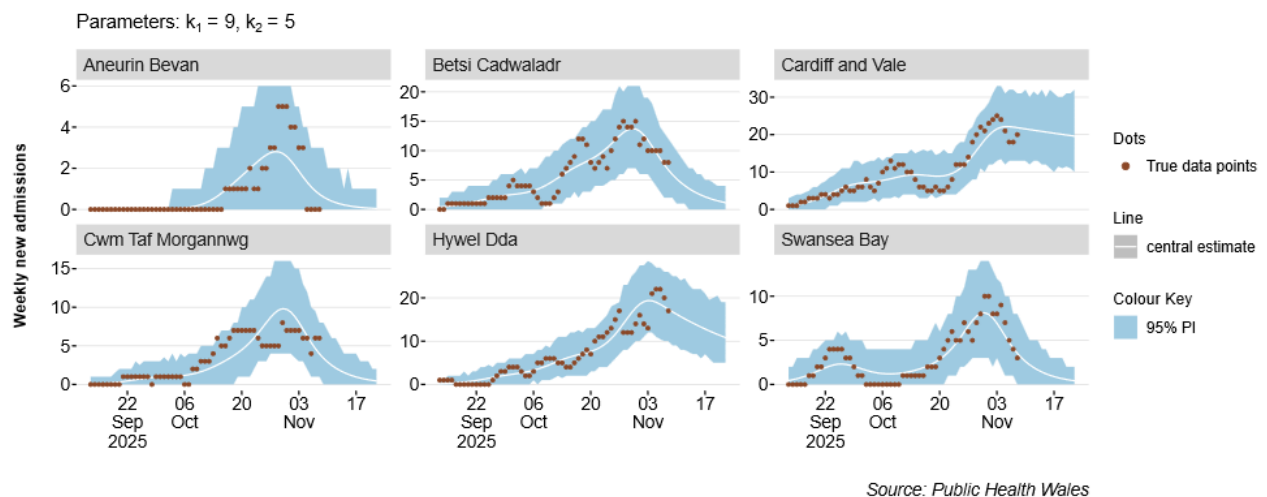 Parameters: k₁ = 9, k₂ = 5
Weekly new admissions
Aneurin Bevan
6
4
2
0
Betsi Cadwaladr
20
15
10
5
0
Cardiff and Vale
30
20
10
0
Cwm Taf Morgannwg
15
10
5
0
22 06 20 03 17
Sep Oct Nov
2025
Hywel Dda
20
10
0
22 06 20 03 17
Sep Oct Nov
2025
Swansea Bay
10
5
0
22 06 20 03 17
Sep Oct Nov
2025
Dots
True data points
Line
central estimate
Colour Key
95% PI
Source: Public Health Wales